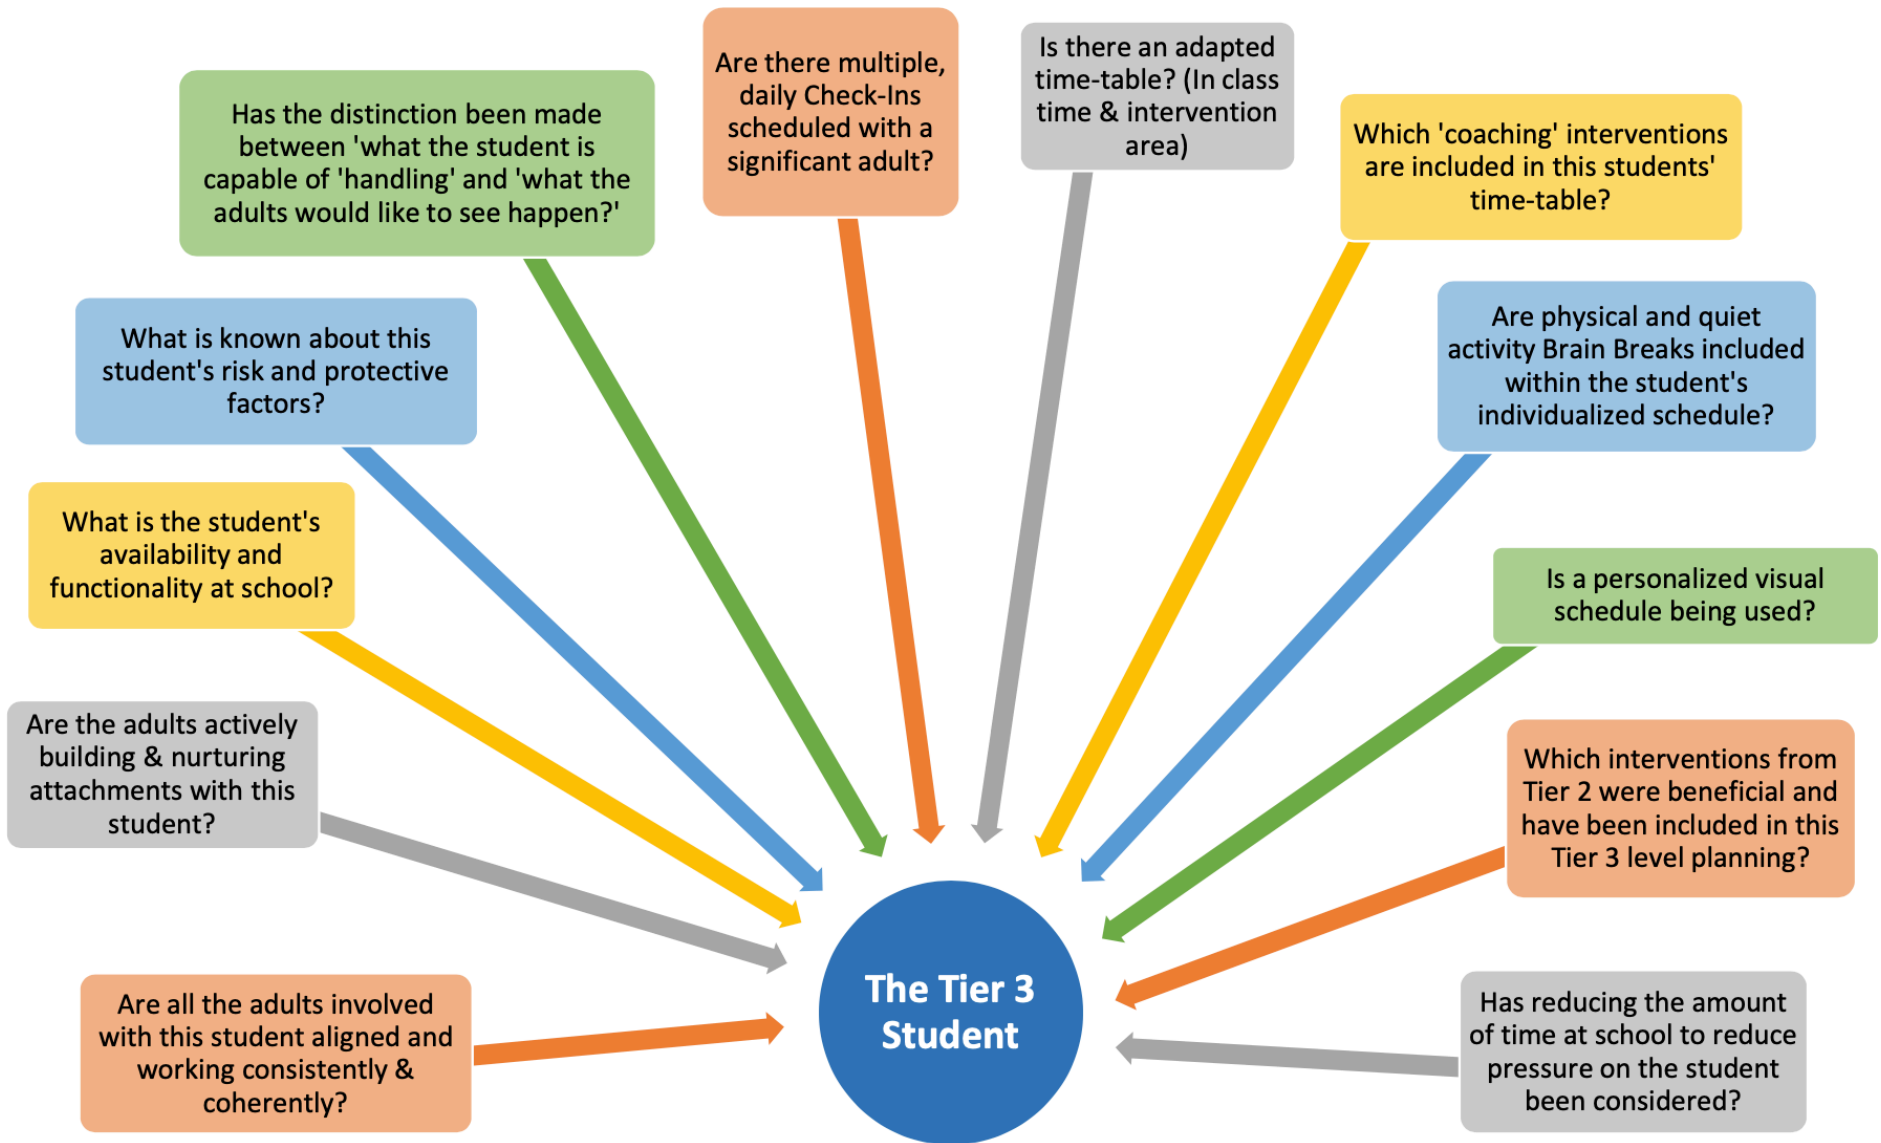 Are all the adults involved
with this student aligned and
working consistently &
coherently?
Are the adults actively
building & nurturing
attachments with this
student?
What is the student's
availability and
functionality at school?
What is known about this
student's risk and protective
factors?
Has the distinction been made
between 'what the student is
capable of 'handling' and 'what the
adults would like to see happen?'
Are there multiple,
daily Check-Ins
scheduled with a
significant adult?
Is there an adapted
time-table? (In class
time & intervention
area)
Which 'coaching' interventions
are included in this students'
time-table?
Are physical and quiet
activity Brain Breaks included
within the student's
individualized schedule?
Is a personalized visual
schedule being used?
Which interventions from
Tier 2 were beneficial and
have been included in this
Tier 3 level planning?
Has reducing the amount
of time at school to reduce
pressure on the student
been considered?
The Tier 3
Student